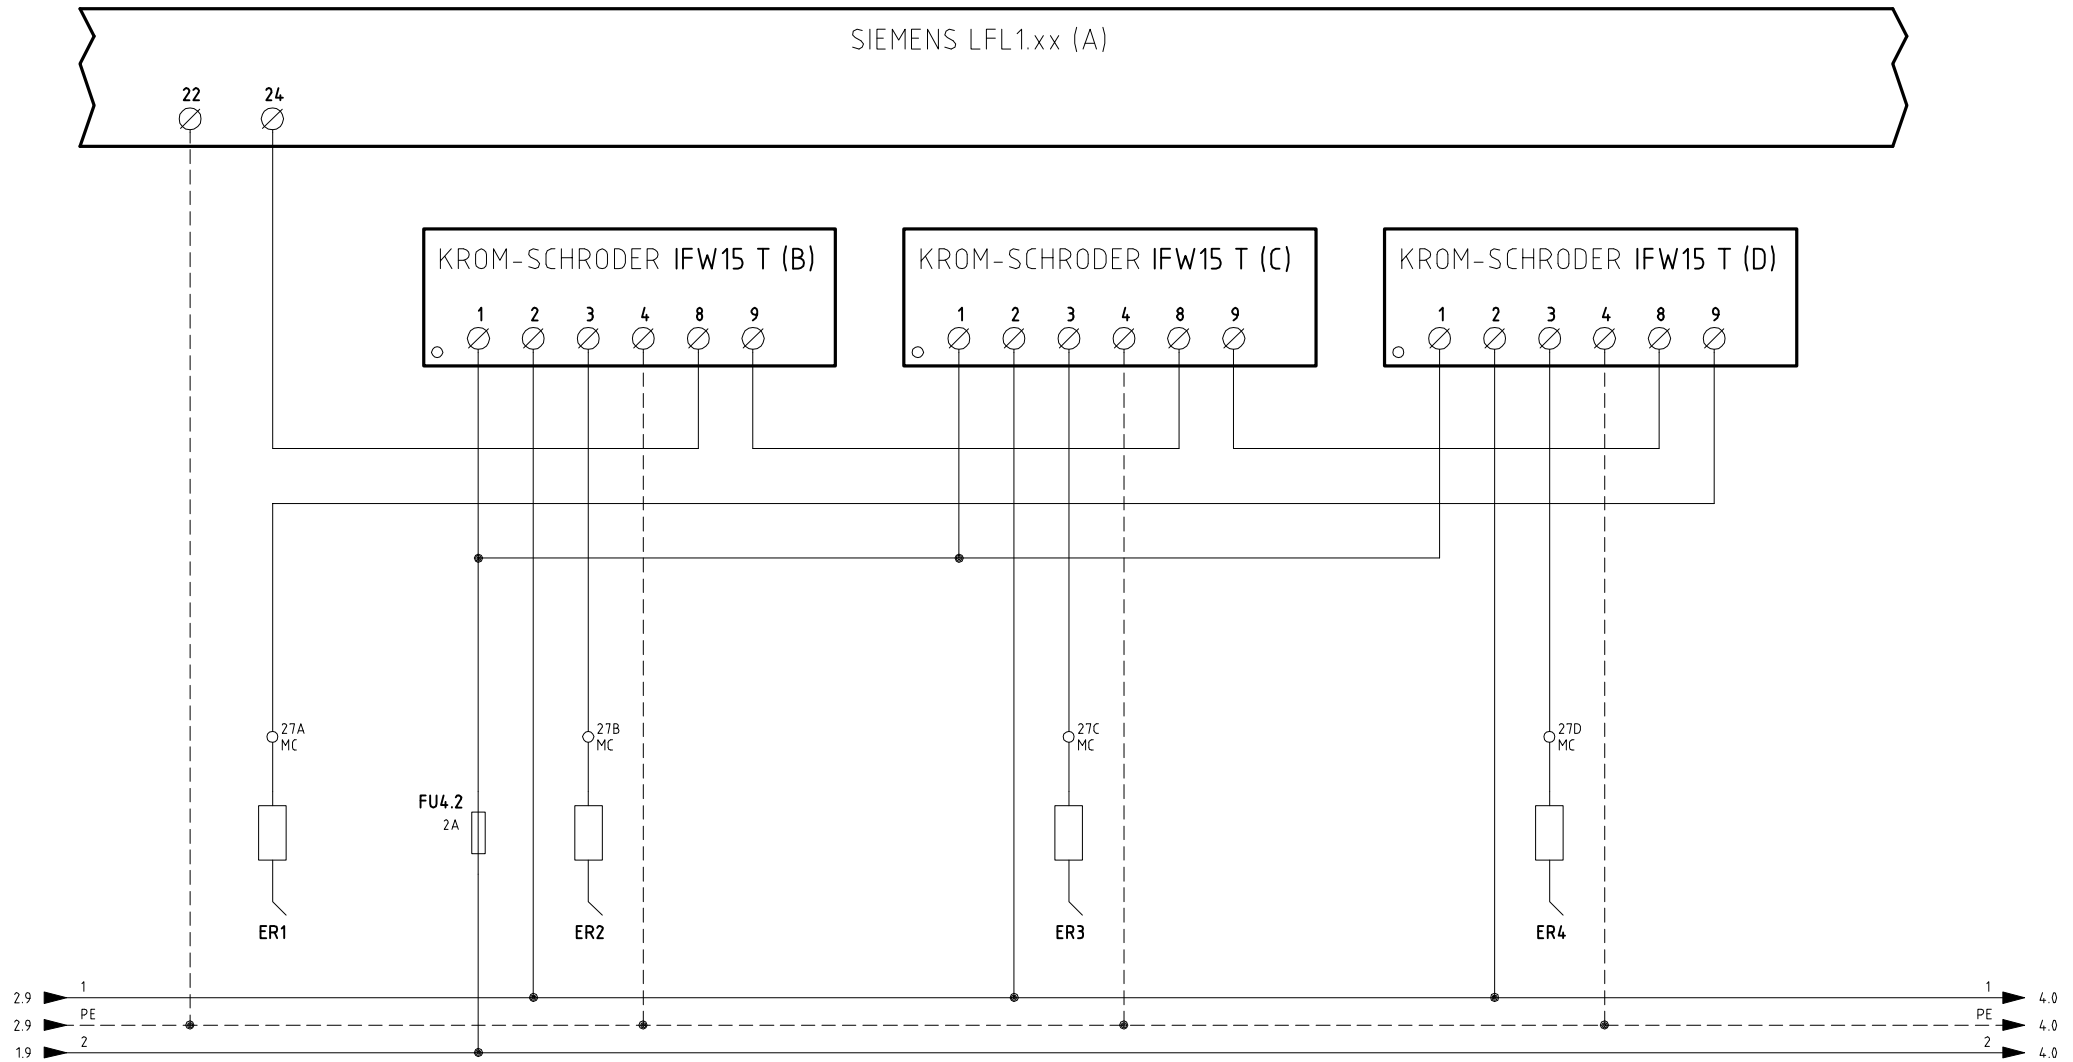 SIEMENS LFL1.xx (A)
22 24
KROM-SCHRODER IFW15 T (B)
1 2 3 4 8 9
KROM-SCHRODER IFW15 T (C)
1 2 3 4 8 9
KROM-SCHRODER IFW15 T (D)
1 2 3 4 8 9
27A
MC
27B
MC
27C
MC
27D
MC
FU4.2
2A
ER1
ER2
ER3
ER4
2.9 1 1 4.0
2.9 PE PE 4.0
1.9 2 2 4.0